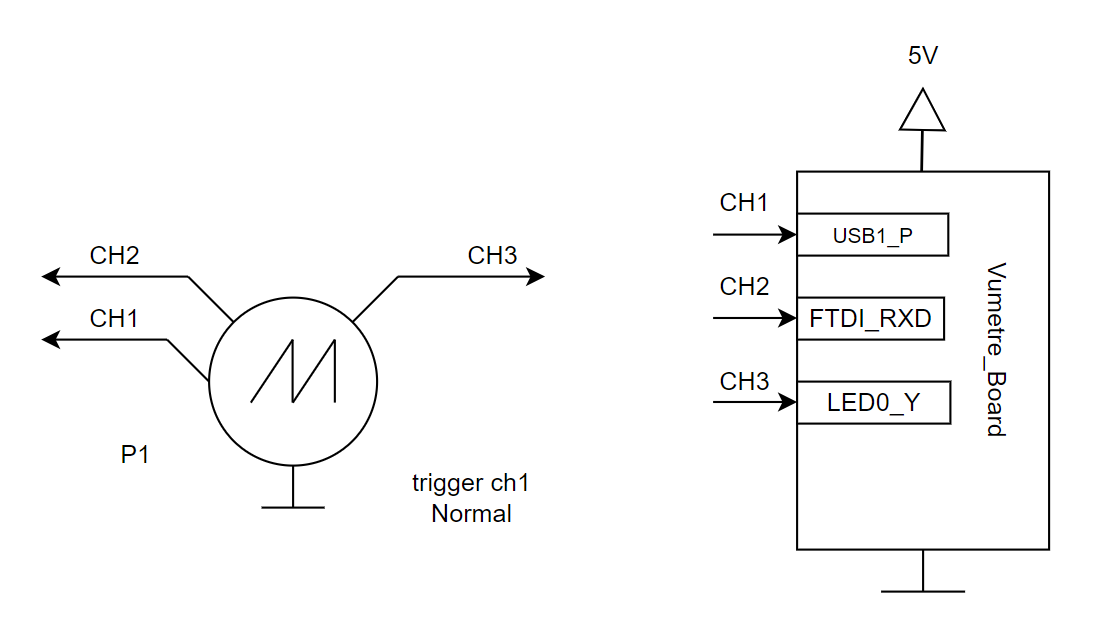 5V
CH1
USB1_P
CH2
CH3
CH2
FTDI_RXD
CH1
CH3
LED0_Y
Vumetre_Board
P1
trigger ch1
Normal